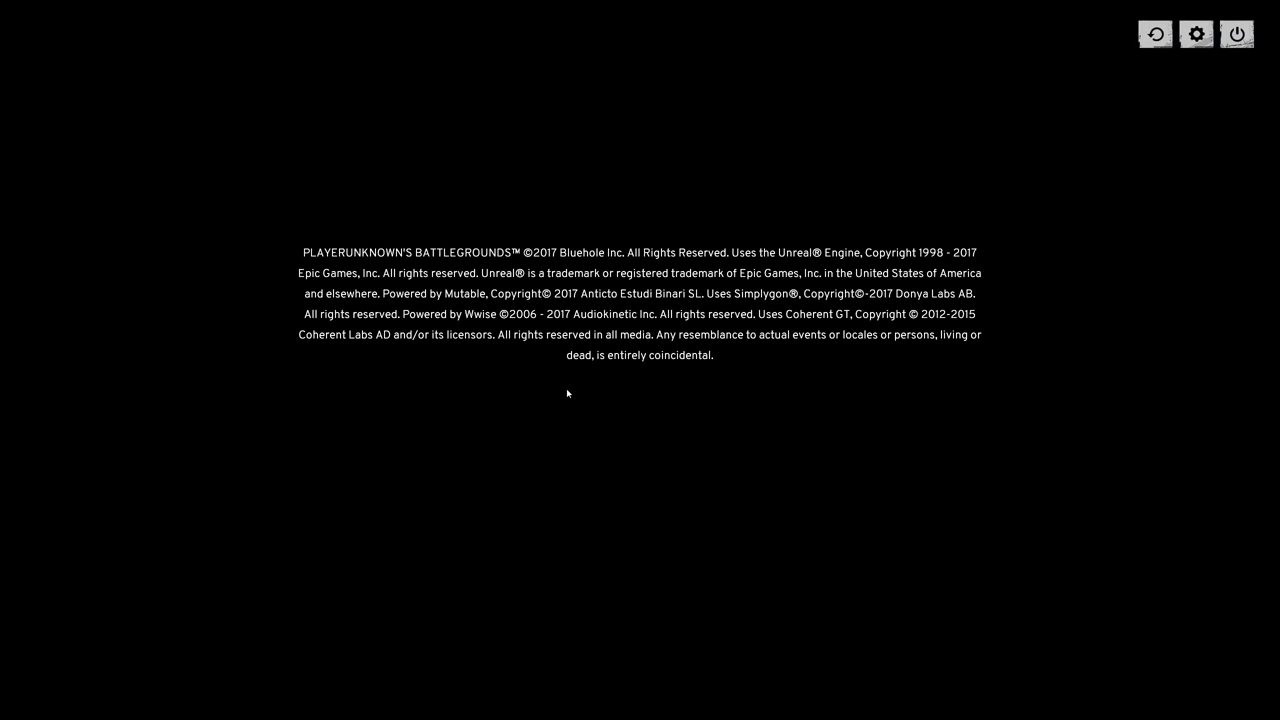 PLAYERUNKNOWN'S BATTLEGROUNDS™ ©2017 Bluehole Inc. All Rights Reserved. Uses the Unreal® Engine, Copyright 1998 - 2017
Epic Games, Inc. All rights reserved. Unreal® is a trademark or registered trademark of Epic Games, Inc. in the United States of America
and elsewhere. Powered by Mutable, Copyright© 2017 Anticto Estudi Binari SL. Uses Simplygon®, Copyright©-2017 Donya Labs AB.
All rights reserved. Powered by Wwise ©2006 - 2017 Audiokinetic Inc. All rights reserved. Uses Coherent GT, Copyright © 2012-2015
Coherent Labs AD and/or its licensors. All rights reserved in all media. Any resemblance to actual events or locales or persons, living or
dead, is entirely coincidental.